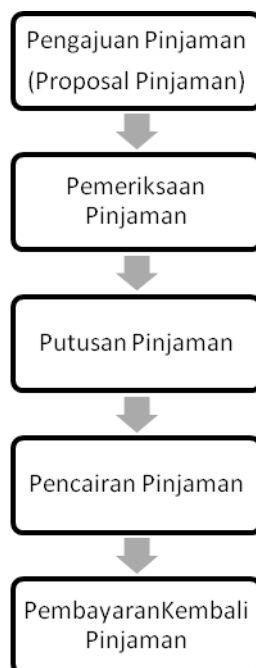 Pengajuan Pinjaman
(Proposal Pinjaman)
Pemeriksaan
Pinjaman
Putusan Pinjaman
Pencairan Pinjaman
PembayaranKembali
Pinjaman